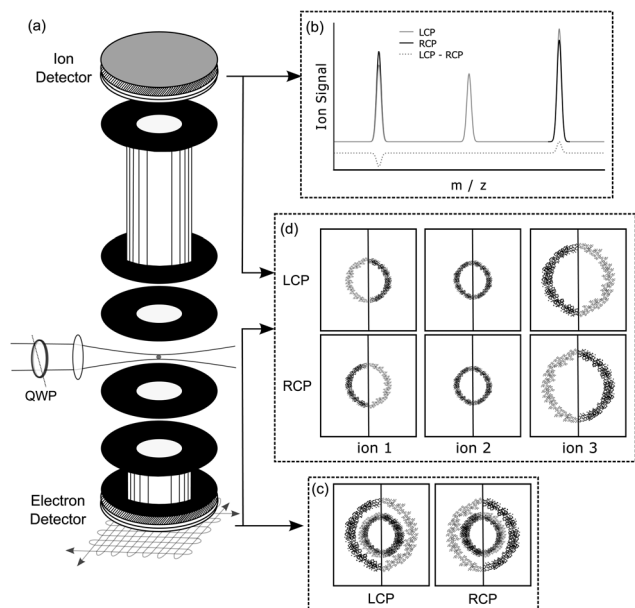 (a)
Ion
Detector
QWP
Electron
Detector
(b)
LCP
RCP
LCP - RCP
Ion Signal
m / z
(d)
LCP
RCP
ion 1
ion 2
ion 3
(c)
LCP
RCP